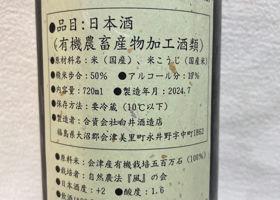 ●品目:日本酒
(有機農畜産物加工酒類)
●原材料名:米(国産)、米こうじ(国産米)
●精米歩合:50% ●アルコール分:1 %
●内容量:720ml ●製造年月:2024.7
●保存方法:要冷蔵(10℃以下)
●製造者:合資会社白井酒造店
福島県大沼郡会津美里町永井野字中町1862
●原料米:会津産有機栽培五百万石(100%)
●栽培者:自然農法『風』の会
●日本酒度:+2 ●酸度:1.6